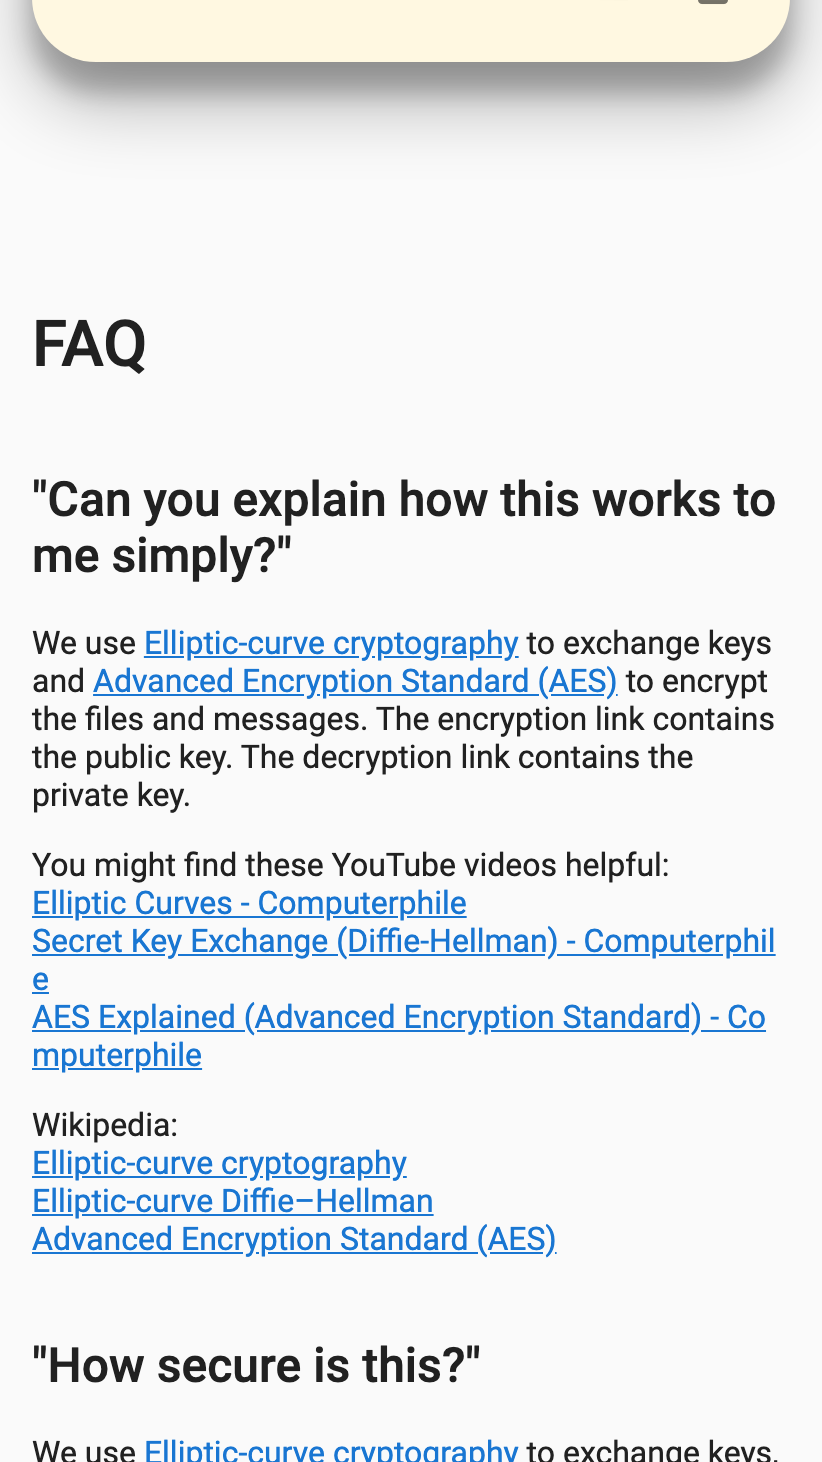 FAQ
"Can you explain how this works to
me simply?"
We use Elliptic-curve cryptography to exchange keys
and Advanced Encryption Standard (AES) to encrypt
the files and messages. The encryption link contains
the public key. The decryption link contains the
private key.
You might find these YouTube videos helpful:
Elliptic Curves - Computerphile
Secret Key Exchange (Diffie-Hellman) - Computerphil
e
AES Explained (Advanced Encryption Standard) - Co
mputerphile
Wikipedia:
Elliptic-curve cryptography
Elliptic-curve Diffie–Hellman
Advanced Encryption Standard (AES)
"How secure is this?"
We use Elliptic-curve cryptography to exchange keys,